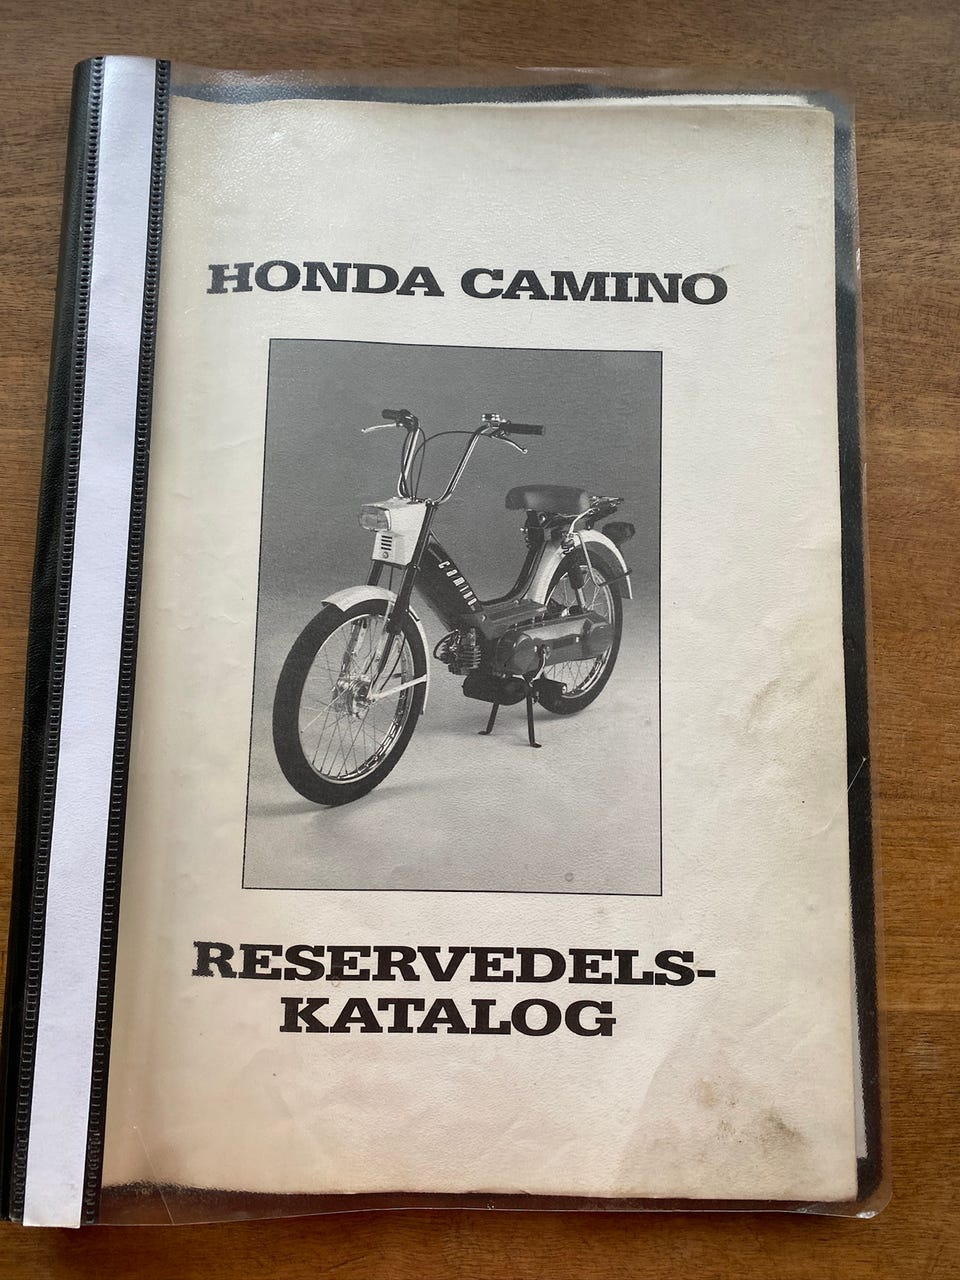 HONDA CAMINO
CAMINO
RESERVEDELS-
KATALOG